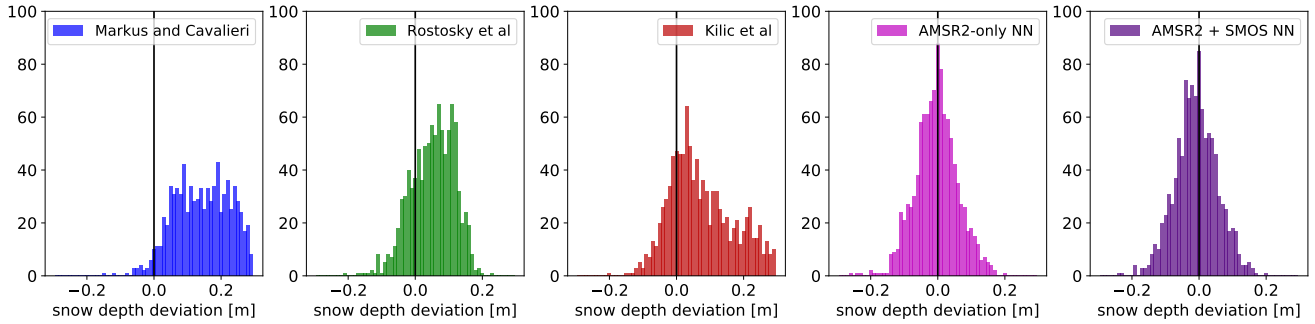 Markus and Cavalieri
100
80
60
40
20
0
−0.2 0.0 0.2
snow depth deviation [m]
Rostosky et al
100
80
60
40
20
0
−0.2 0.0 0.2
snow depth deviation [m]
Kilic et al
100
80
60
40
20
0
−0.2 0.0 0.2
snow depth deviation [m]
AMSR2-only NN
100
80
60
40
20
0
−0.2 0.0 0.2
snow depth deviation [m]
AMSR2 + SMOS NN
100
80
60
40
20
0
−0.2 0.0 0.2
snow depth deviation [m]